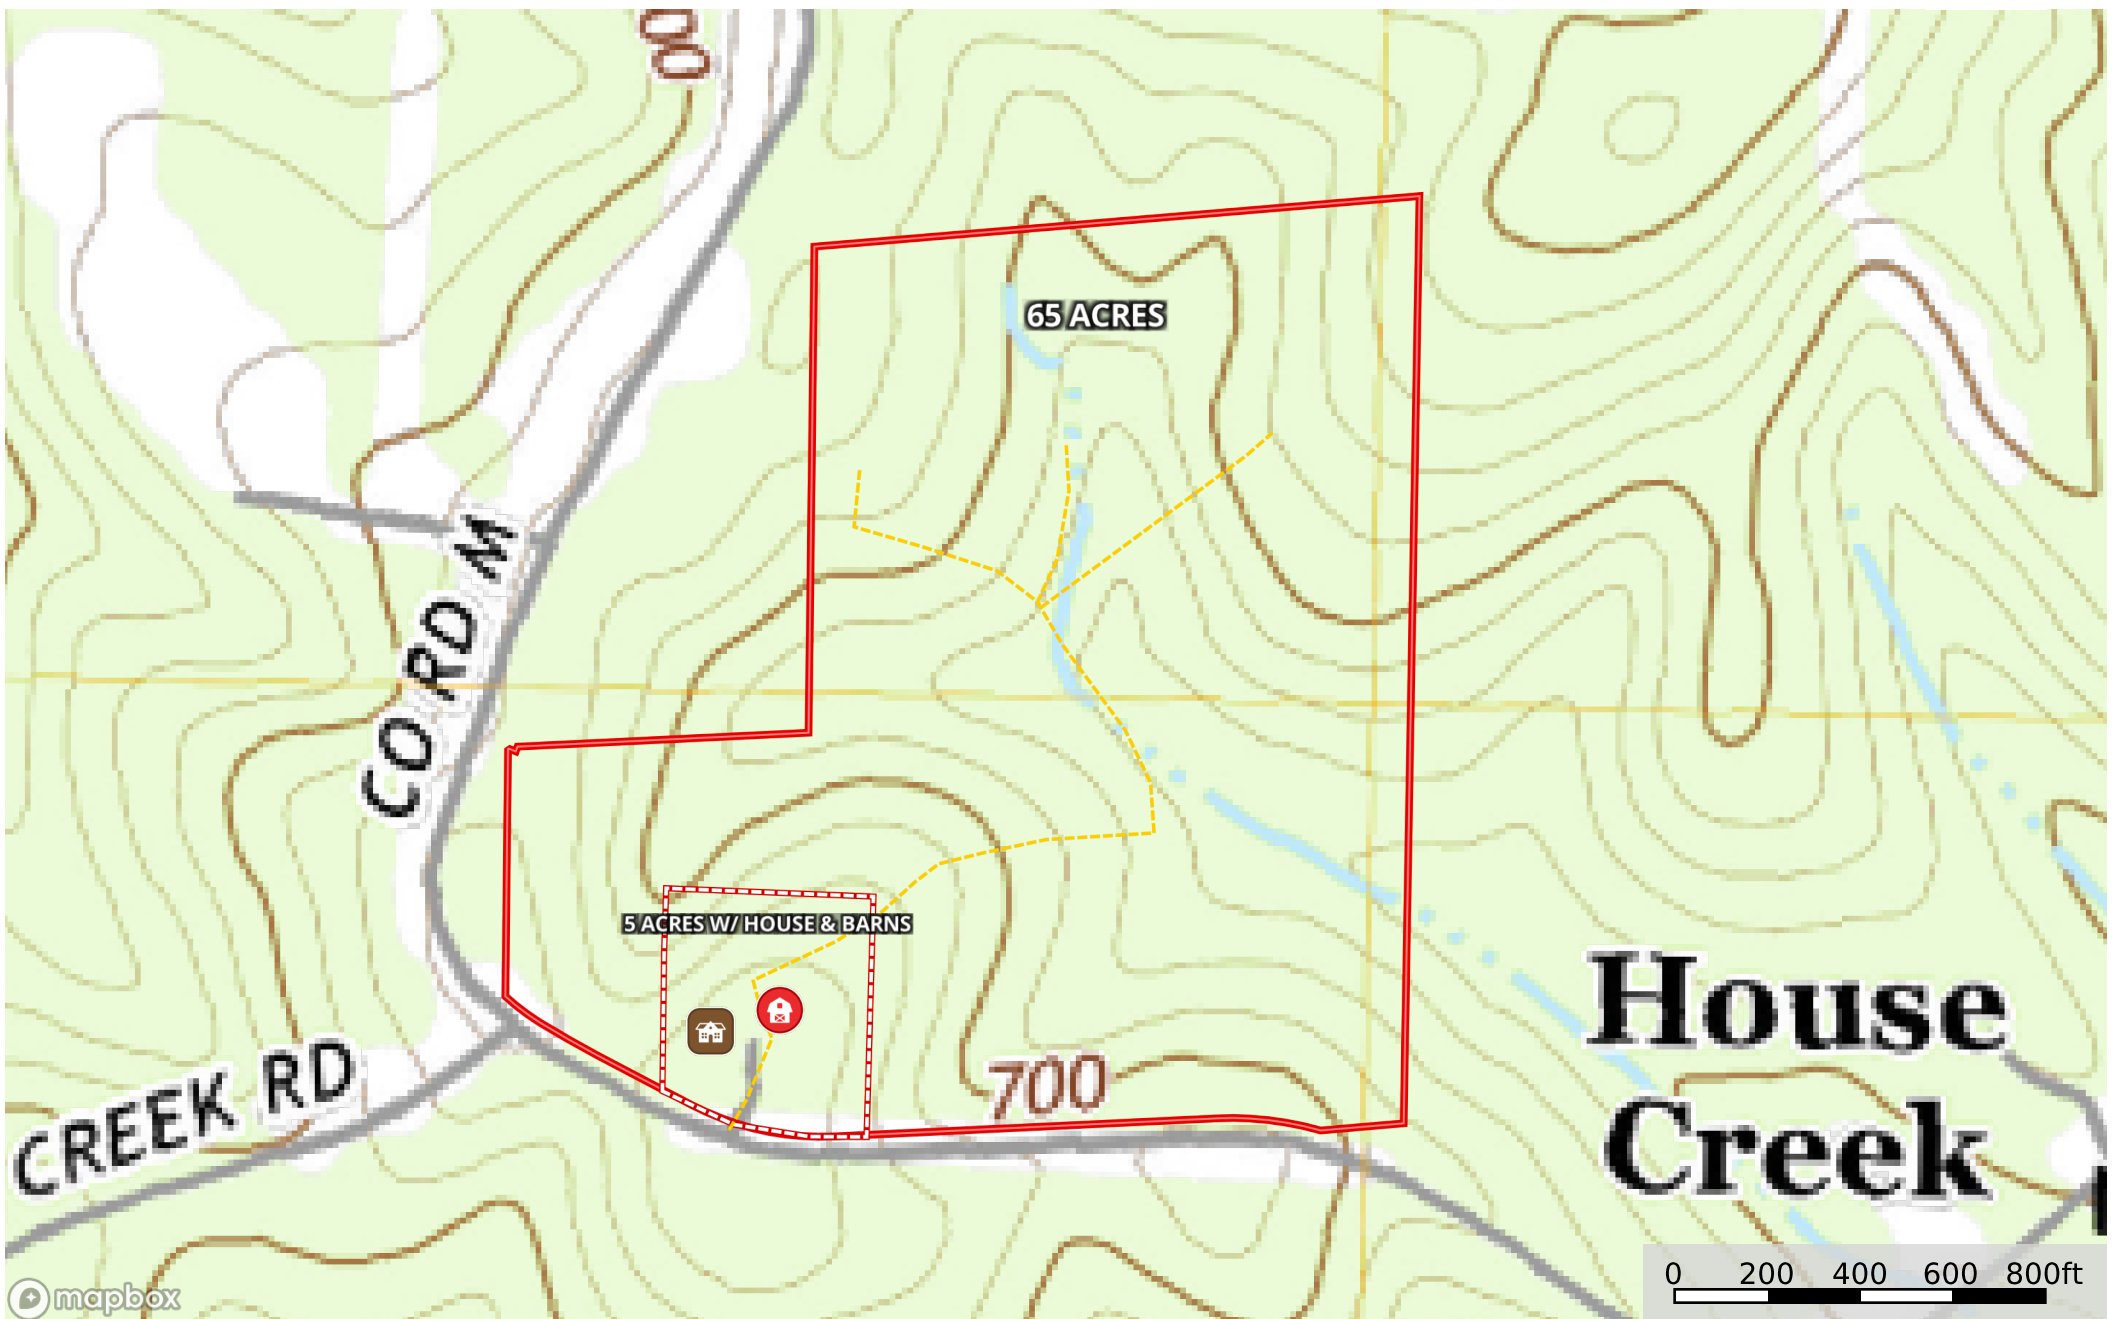 00
65 ACRES
CO RD M
5 ACRES W/ HOUSE & BARNS
House
Creek
CREEK RD
700
0 200 400 600 800ft
mapbox